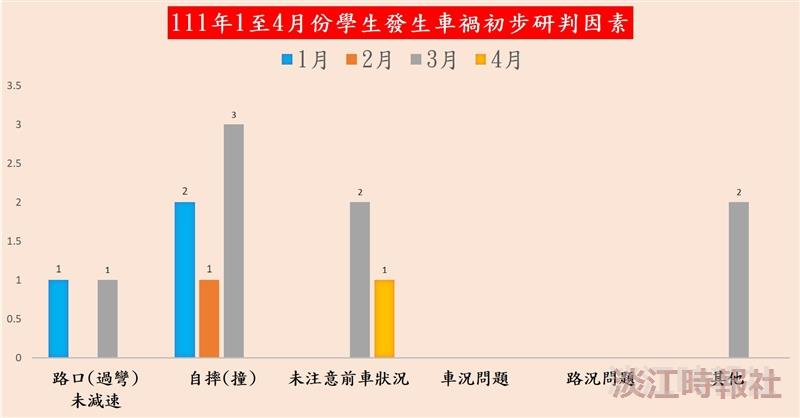 111年1至4月份學生發生車禍初步研判因素
1月 2月 3月 4月
3.5
3
2.5
2
1.5
1
0.5
0
1 1
2 1 3
2 1
2
路口(過彎)
未減速
自摔(撞)
未注意前車狀況
車況問題
路況問題
其他
淡江時報社